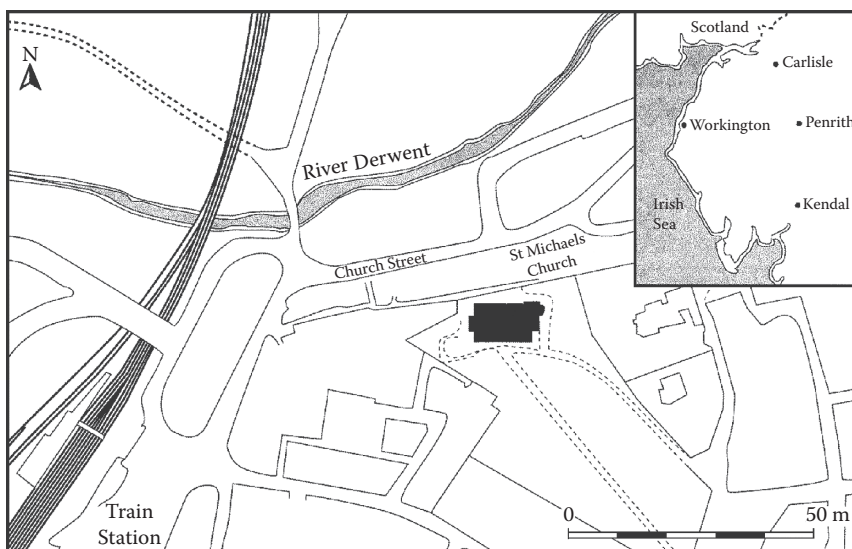 N
River Derwent
Church Street
St Michaels
Church
Train
Station
0
50 m
Scotland
Carlisle
Workington
Penrith
Irish
Sea
Kendal